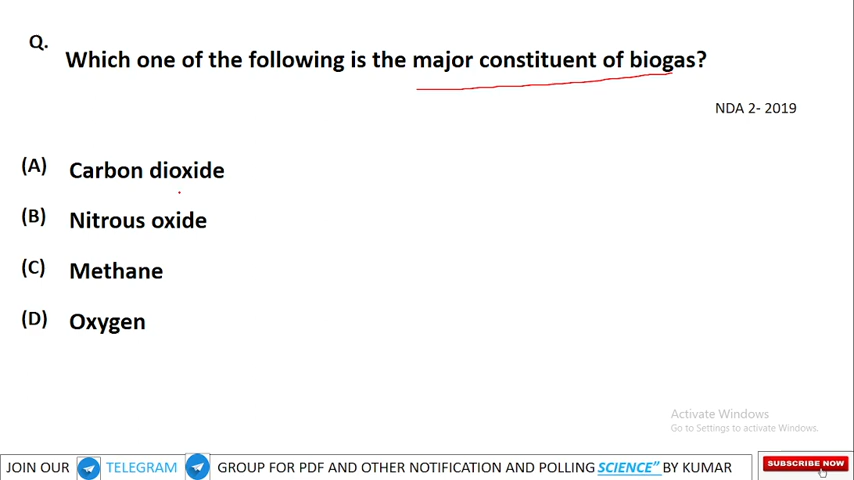 Q.
Which one of the following is the major constituent of biogas?
NDA 2- 2019
(A) Carbon dioxide
(B) Nitrous oxide
(C) Methane
(D) Oxygen
Activate Windows
Go to Settings to activate Windows.
JOIN OUR TELEGRAM GROUP FOR PDF AND OTHER NOTIFICATION AND POLLING SCIENCE” BY KUMAR
SUBSCRIBE NOW